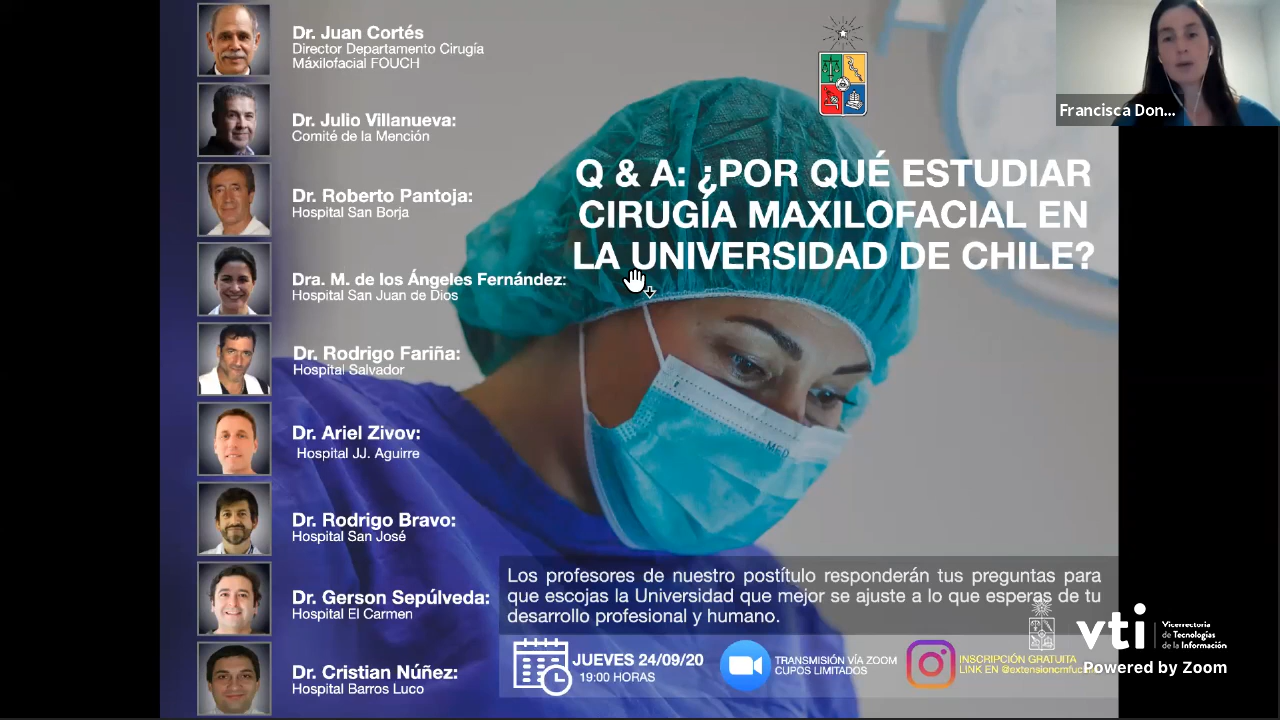 Dr. Juan Cortés
Director Departamento Cirugía
Máxilofacial FOUCH
Dr. Julio Villanueva:
Comité de la Mención
Dr. Roberto Pantoja:
Hospital San Borja
Dra. M. de los Ángeles Fernández:
Hospital San Juan de Dios
Dr. Rodrigo Fariña:
Hospital Salvador
Dr. Ariel Zivov:
Hospital JJ. Aguirre
Dr. Rodrigo Bravo:
Hospital San José
Dr. Gerson Sepúlveda:
Hospital El Carmen
Dr. Cristian Núñez:
Hospital Barros Luco
Francisca Don...
Q & A: ¿POR QUÉ ESTUDIAR
CIRUGÍA MAXILOFACIAL EN
LA UNIVERSIDAD DE CHILE?
MED
Los profesores de nuestro postítulo responderán tus preguntas para
que escojas la Universidad que mejor se ajuste a lo que esperas de tu
desarrollo profesional y humano.
JUEVES 24/09/20
19:00 HORAS
TRANSMISIÓN VÍA ZOOM
CUPOS LIMITADOS
INSCRIPCIÓN GRATUITA
LINK EN
vti
Vicerrectoría
de Tecnologías
de la Información
Powered by Zoom